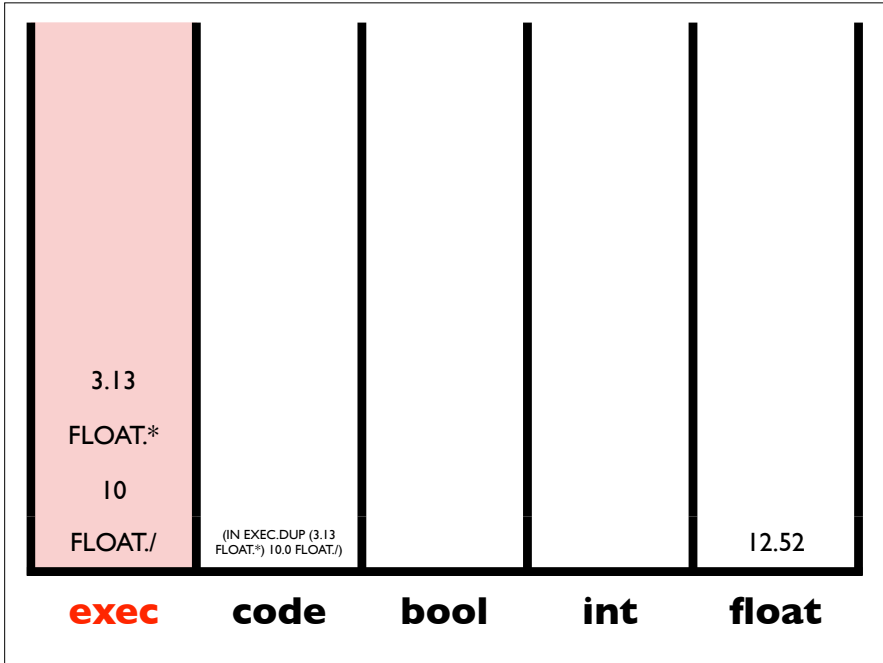 3.13
FLOAT.*
10
FLOAT./
(IN EXEC.DUP (3.13
FLOAT.*) 10.0 FLOAT./)
12.52
exec
code
bool
int
float